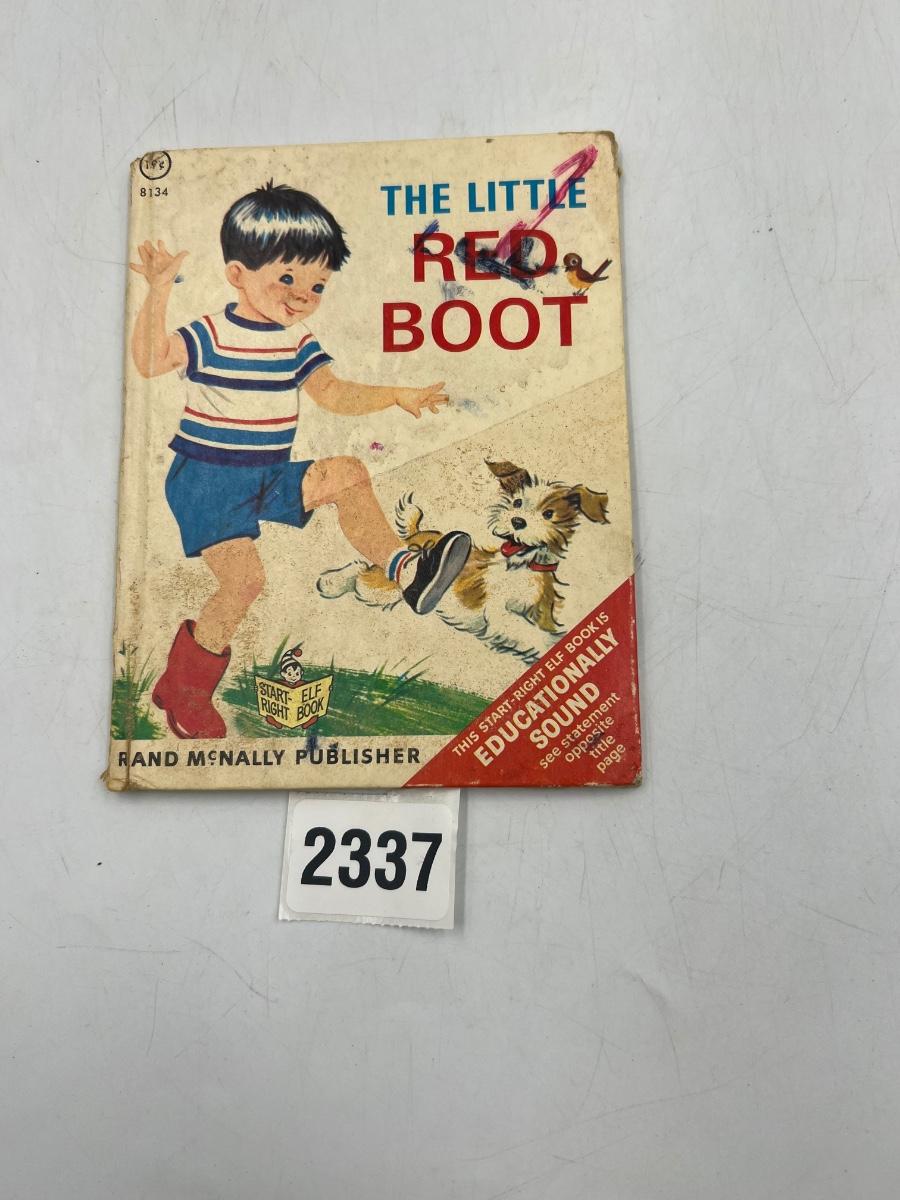 19¢
8134
THE LITTLE
RED
BOOT
START-RIGHT
ELF BOOK
RAND McNALLY PUBLISHER
THIS START-RIGHT ELF BOOK IS
EDUCATIONALLY
SOUND
see statement
opposite
title
page
2337